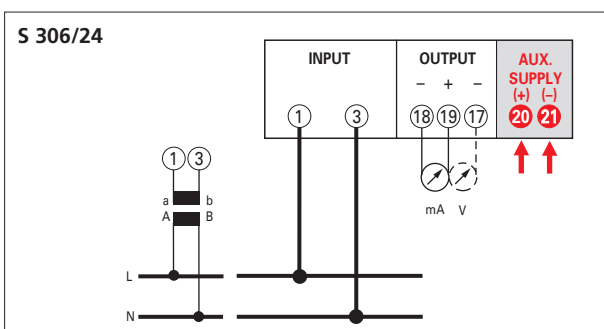 S 306/24
INPUT
OUTPUT
AUX.
SUPPLY
– + –
(+) (–)
1 3
18 19 17
20 21
1 3
a b
A B
mA V
L
N